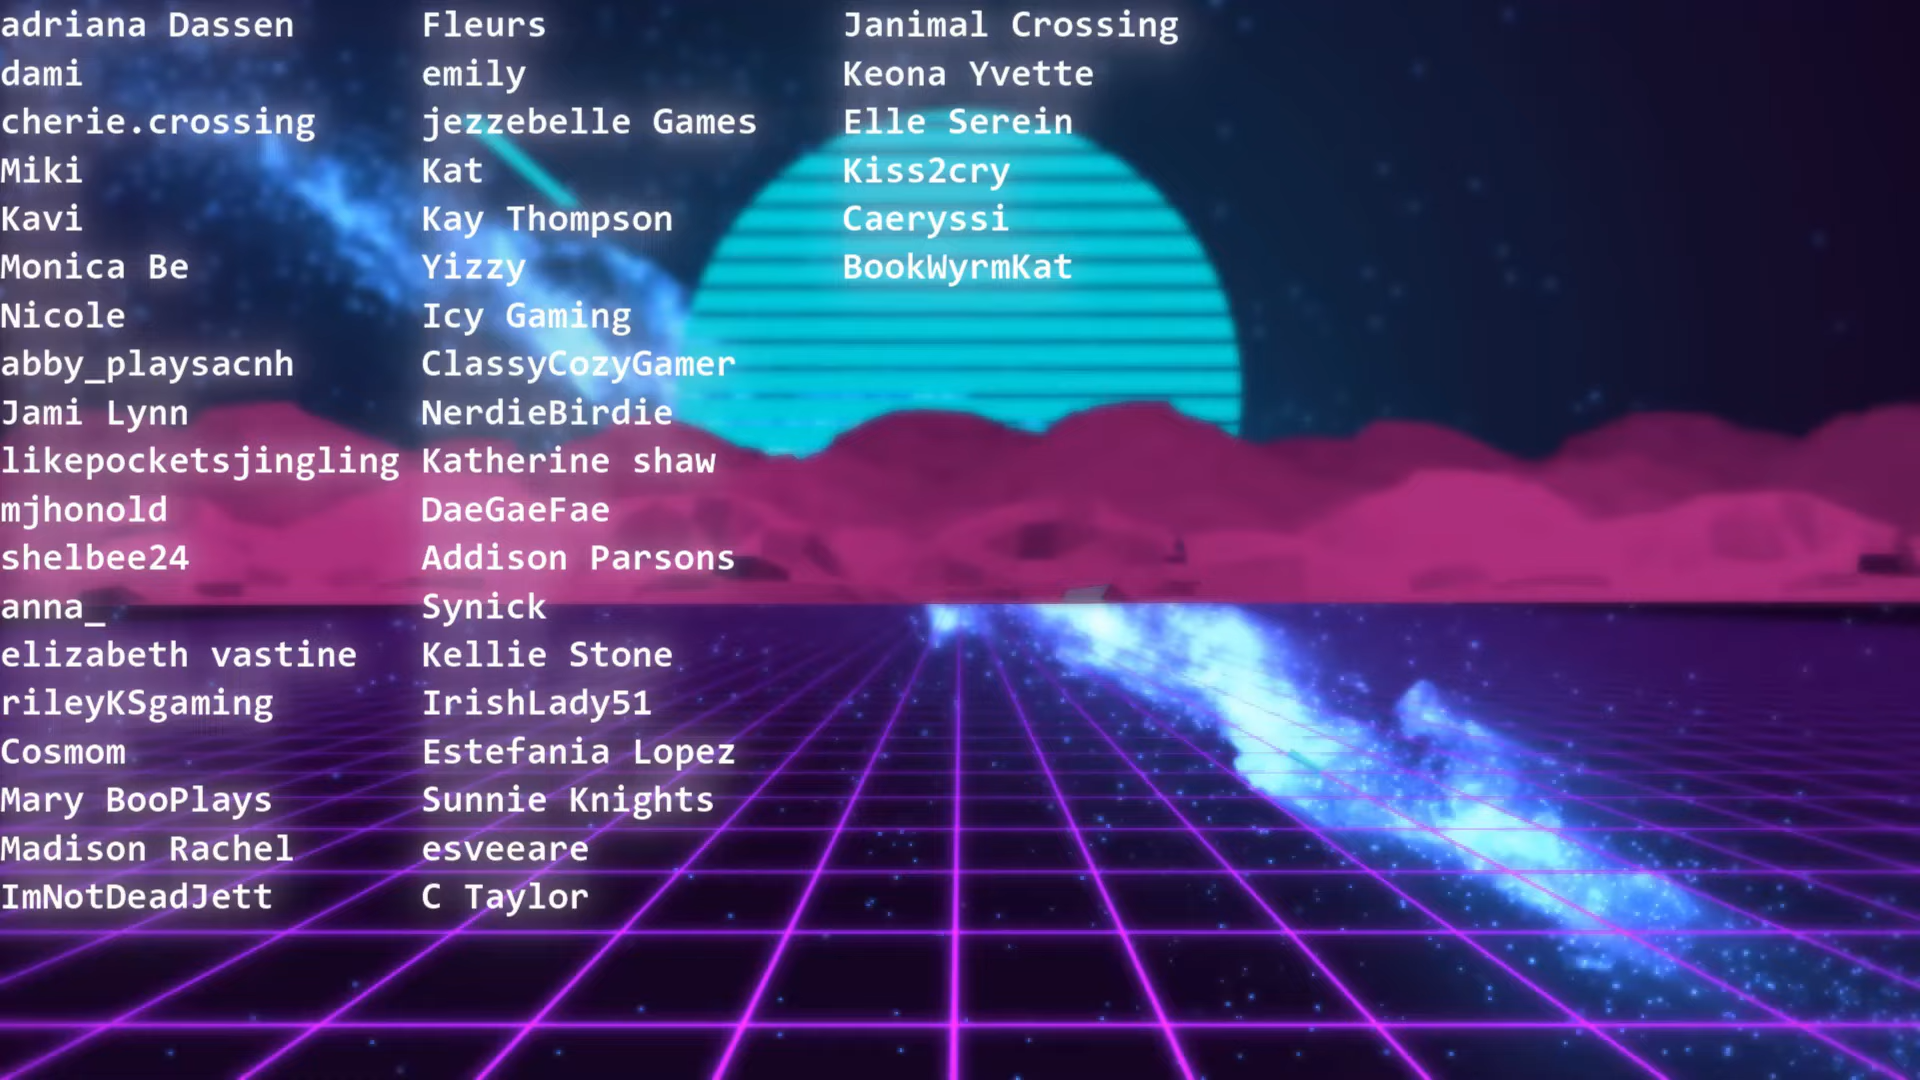 adriana Dassen
dami
cherie.crossing
Miki
Kavi
Monica Be
Nicole
abby_playsacnh
Jami Lynn
likepocketsjingling
mjhonold
shelbee24
anna_
elizabeth vastine
rileyKSgaming
Cosmom
Mary BooPlays
Madison Rachel
ImNotDeadJett
Fleurs
emily
jezzebelle Games
Kat
Kay Thompson
Yizzy
Icy Gaming
ClassyCozyGamer
NerdieBirdie
Katherine shaw
DaeGaeFae
Addison Parsons
Synick
Kellie Stone
IrishLady51
Estefania Lopez
Sunnie Knights
esveeare
C Taylor
Janimal Crossing
Keona Yvette
Elle Serein
Kiss2cry
Caeryssi
BookWyrmKat